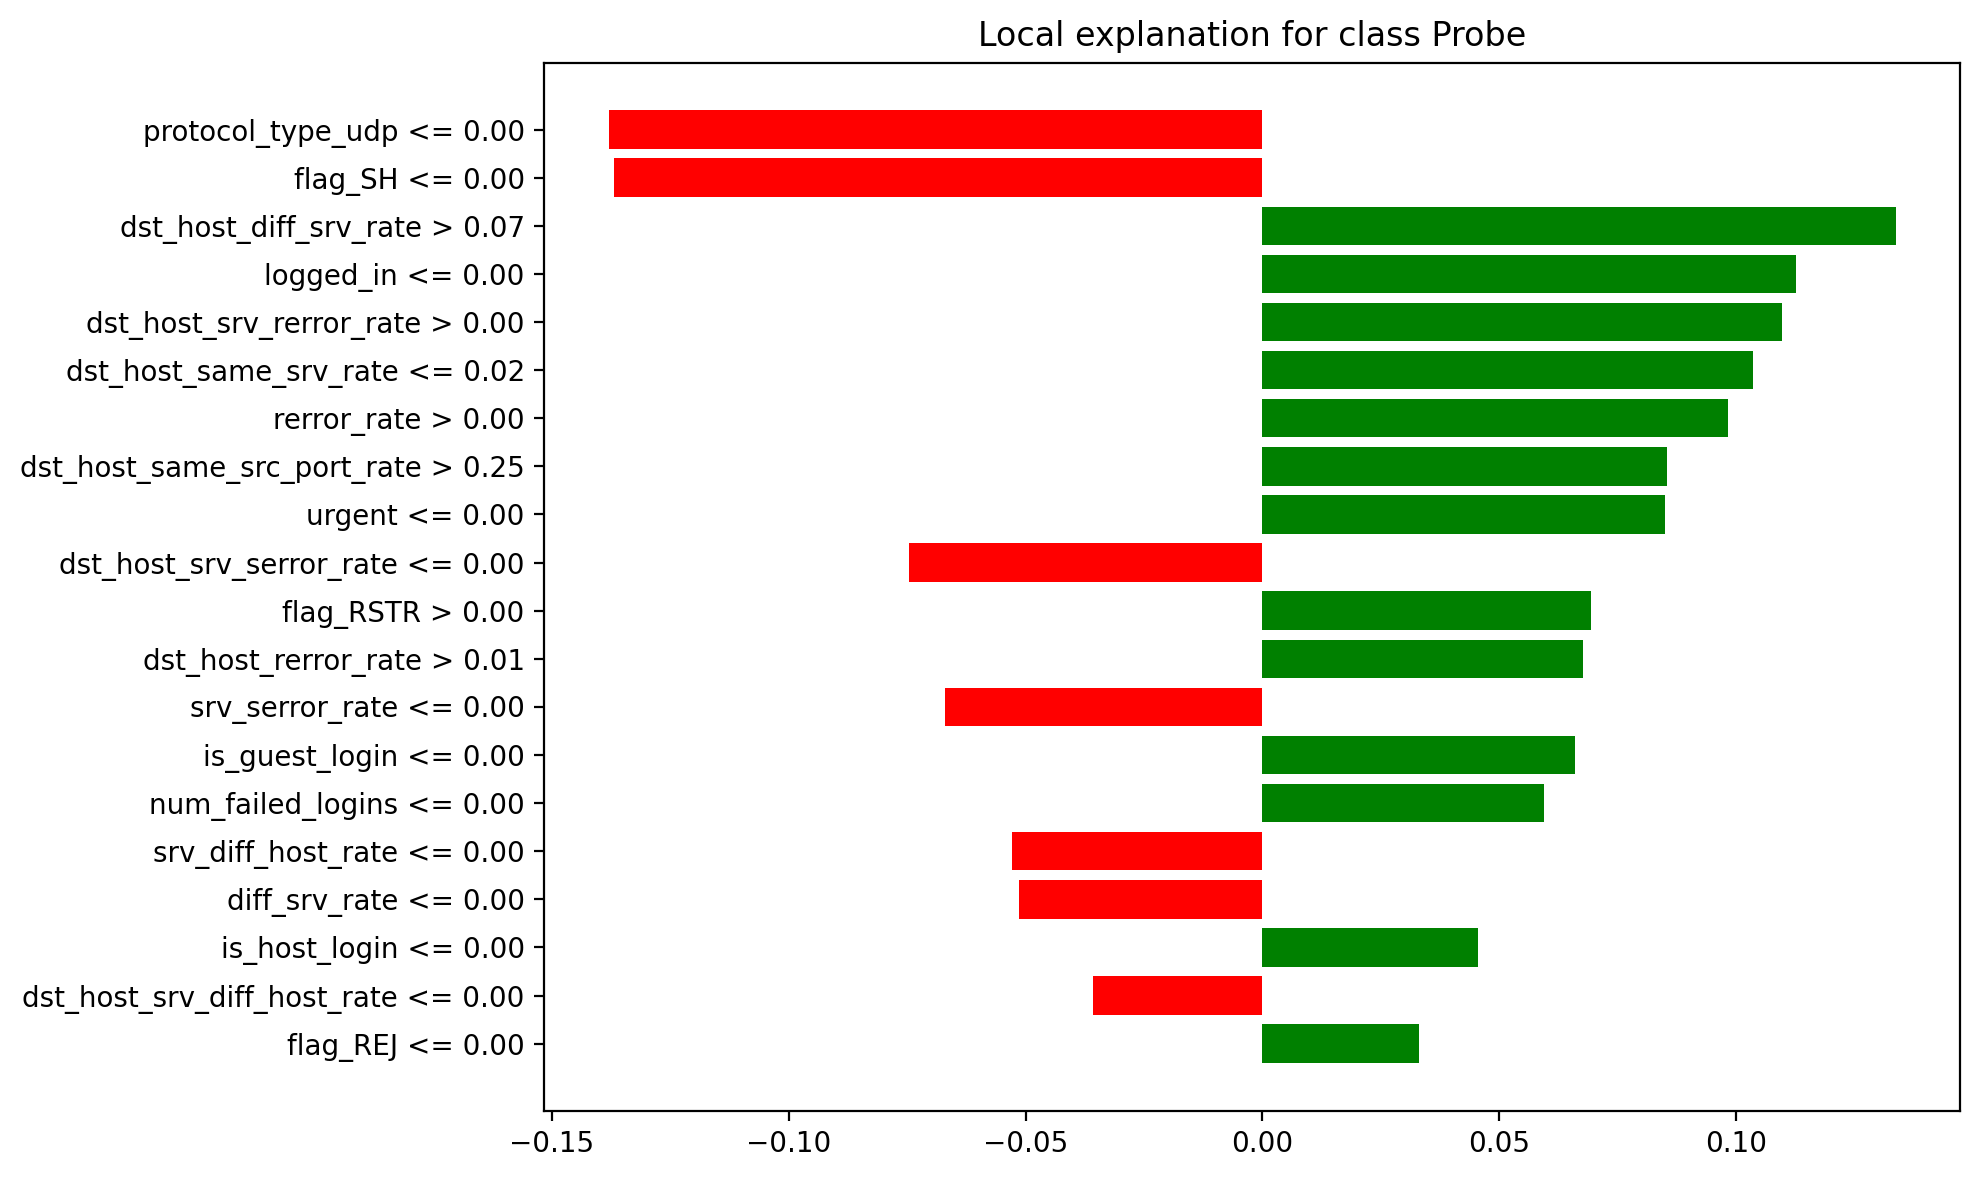 Local explanation for class Probe
protocol_type_udp <= 0.00
flag_SH <= 0.00
dst_host_diff_srv_rate > 0.07
logged_in <= 0.00
dst_host_srv_rerror_rate > 0.00
dst_host_same_srv_rate <= 0.02
rerror_rate > 0.00
dst_host_same_src_port_rate > 0.25
urgent <= 0.00
dst_host_srv_serror_rate <= 0.00
flag_RSTR > 0.00
dst_host_rerror_rate > 0.01
srv_serror_rate <= 0.00
is_guest_login <= 0.00
num_failed_logins <= 0.00
srv_diff_host_rate <= 0.00
diff_srv_rate <= 0.00
is_host_login <= 0.00
dst_host_srv_diff_host_rate <= 0.00
flag_REJ <= 0.00
−0.15 −0.10 −0.05 0.00 0.05 0.10